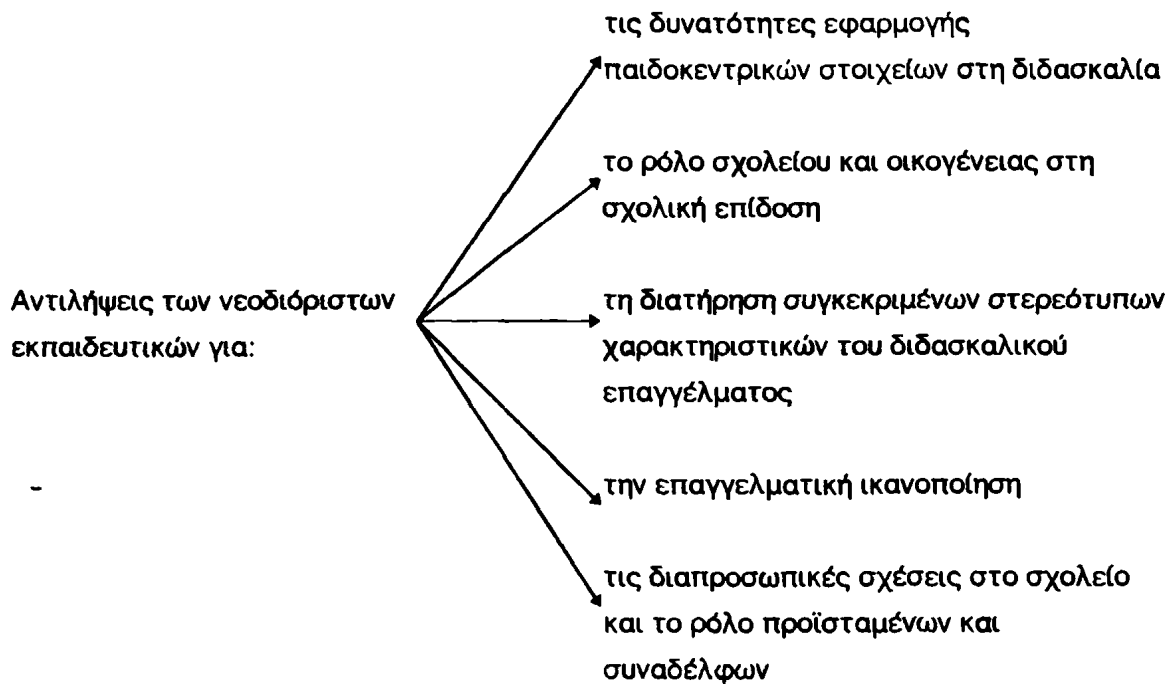 τις δυνατότητες εφαρμογής
παιδοκεντρικών στοιχείων στη διδασκαλία
το ρόλο σχολείου και οικογένειας στη
σχολική επίδοση
Αντιλήψεις των νεοδιόριστων
εκπαιδευτικών για:
τη διατήρηση συγκεκριμένων στερεότυπων
χαρακτηριστικών του διδασκαλικού
επαγγέλματος
την επαγγελματική ικανοποίηση
τις διαπροσωπικές σχέσεις στο σχολείο
και το ρόλο προϊσταμένων και
συναδέλφων